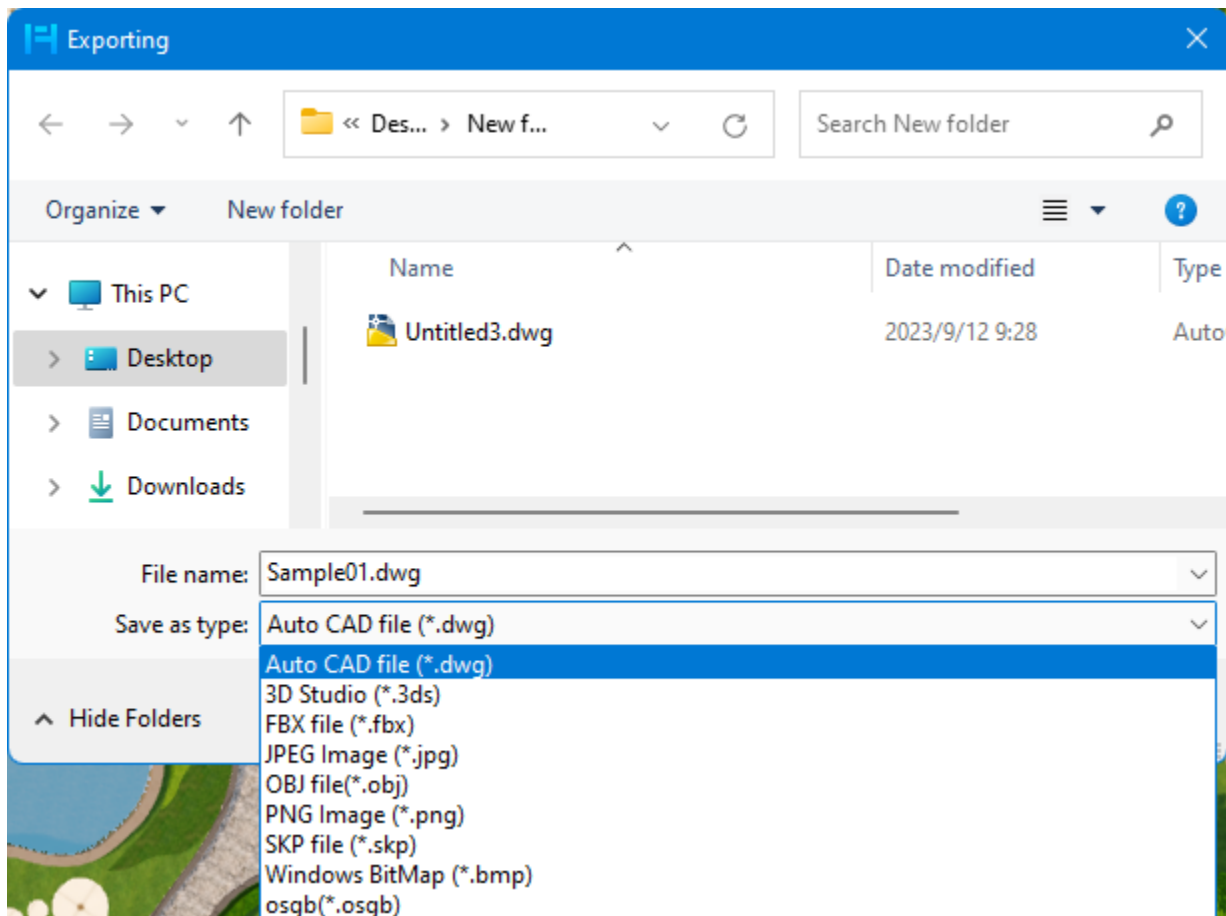 Exporting
« Des... › New f...
Search New folder
Organize
New folder
?
Name
Date modified
Type
This PC
Untitled3.dwg
2023/9/12 9:28
Auto
Desktop
Documents
Downloads
File name: Sample01.dwg
Save as type: Auto CAD file (*.dwg)
Auto CAD file (*.dwg)
3D Studio (*.3ds)
Hide Folders
FBX file (*.fbx)
JPEG Image (*.jpg)
OBJ file(*.obj)
PNG Image (*.png)
SKP file (*.skp)
Windows BitMap (*.bmp)
osgb(*.osgb)